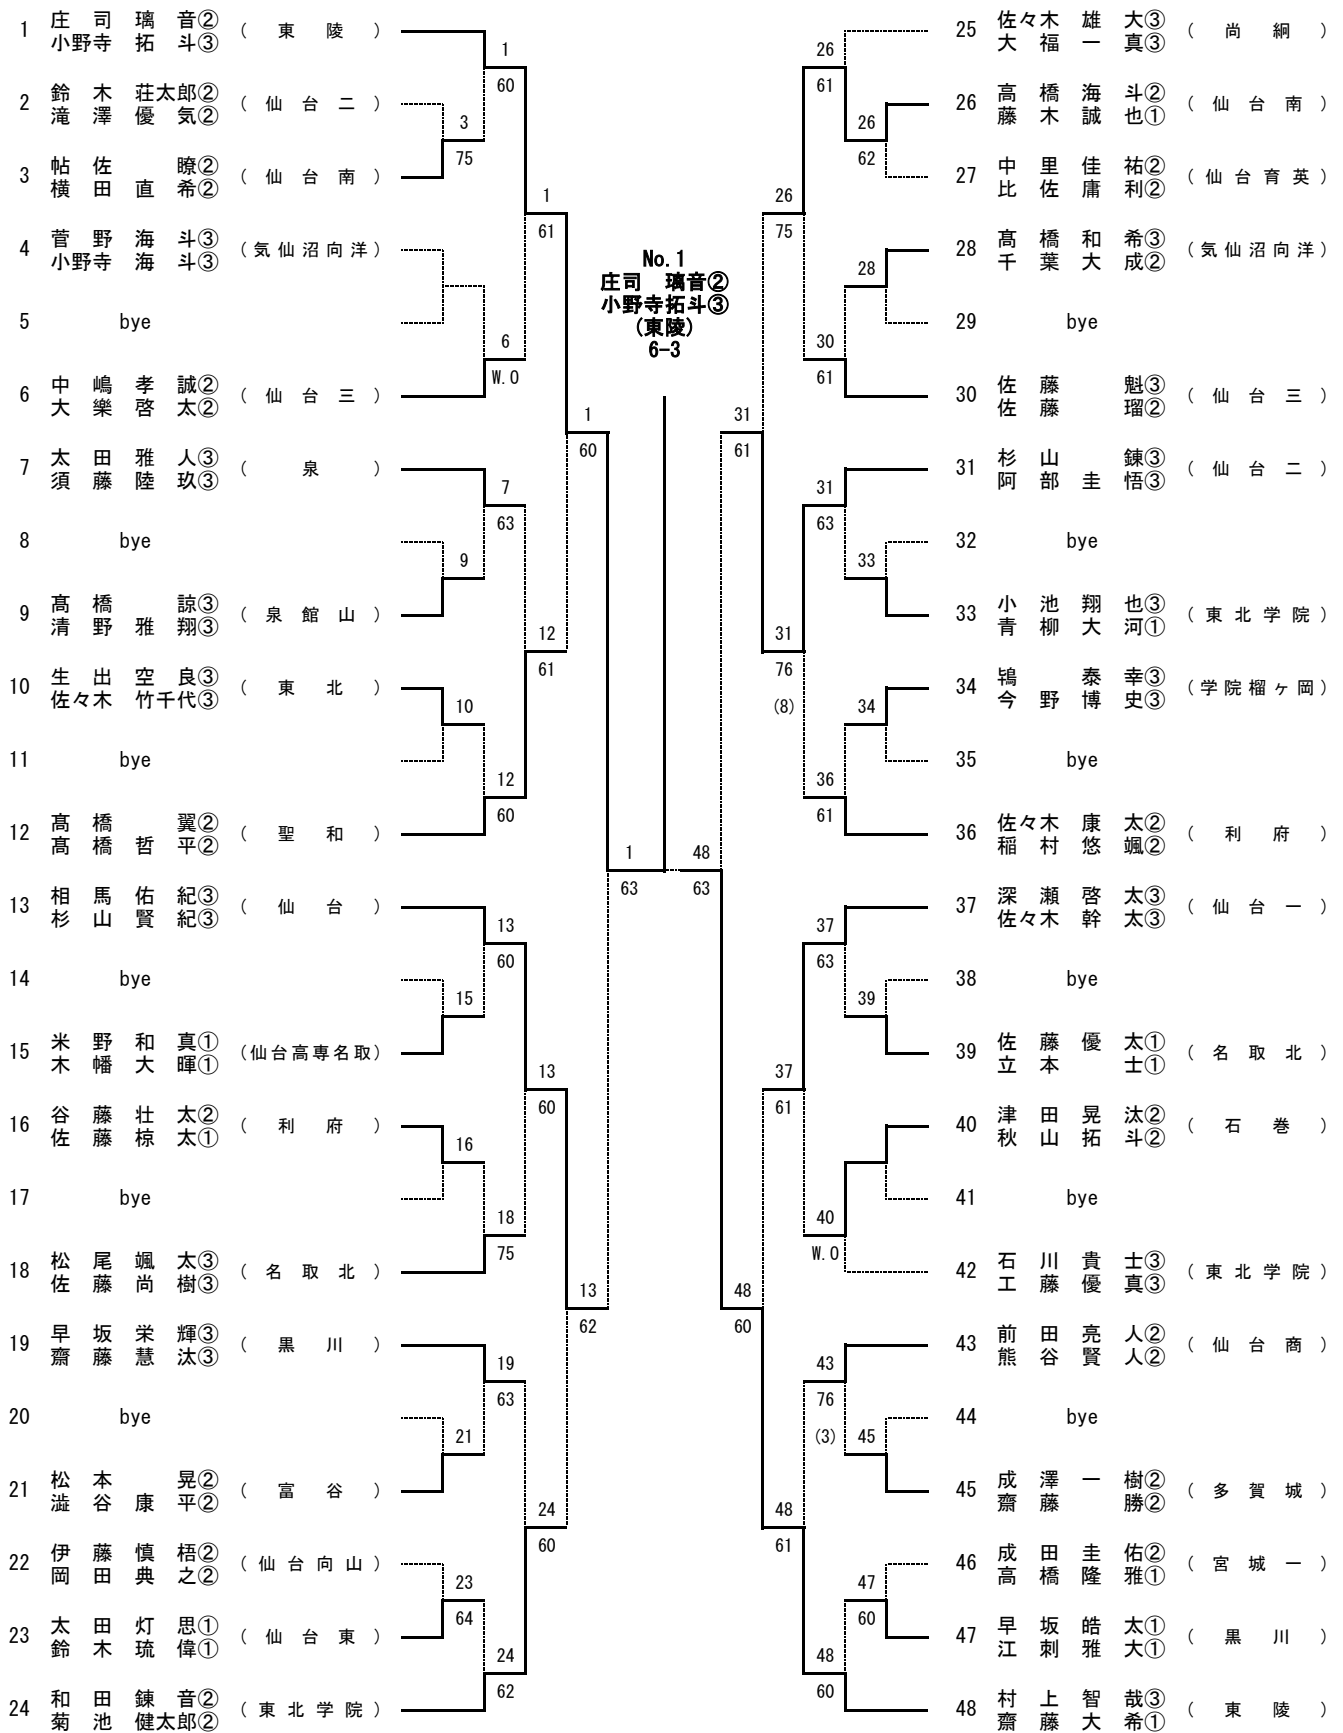 1 庄司璃音② 小野寺拓斗③ (東陵)
2 鈴木荘太郎② 滝澤優気② (仙台二)
3 帖佐瞭② 横田直希② (仙台南)
4 菅野海斗③ 小野寺海斗③ (気仙沼向洋)
5 bye
6 中嶋孝誠② 大樂啓太② (仙台三)
7 太田雅人③ 須藤陸玖③ (泉)
8 bye
9 髙橋諒③ 清野雅翔③ (泉館山)
10 生出空良③ 佐々木竹千代③ (東北)
11 bye
12 髙橋翼② 髙橋哲平② (聖和)
13 相馬佑紀③ 杉山賢紀③ (仙台)
14 bye
15 米野和真① 木幡大暉① (仙台高専名取)
16 谷藤壮太② 佐藤椋太① (利府)
17 bye
18 松尾颯太③ 佐藤尚樹③ (名取北)
19 早坂栄輝③ 齋藤慧汰③ (黒川)
20 bye
21 松本晃② 澁谷康平② (富谷)
22 伊藤慎梧② 岡田典之② (仙台向山)
23 太田灯思① 鈴木琉偉① (仙台東)
24 和田錬音② 菊池健太郎② (東北学院)
1
60
3
75
6
W.O
7
63
9
10
12
60
13
60
15
16
18
75
19
63
21
23
64
24
62
1
61
12
61
13
60
24
60
1
60
13
62
1
63
No.1
庄司 璃音②
小野寺拓斗③
(東陵)
6-3
48
63
31
61
48
60
26
75
31
76
(8)
37
61
48
61
26
61
26
62
28
30
61
31
63
33
34
36
61
37
63
39
40
W.O
43
76
(3)
45
47
60
48
60
25 佐々木雄大③ 大福一真③ (尚絅)
26 高橋海斗② 藤木誠也① (仙台南)
27 中里佳祐② 比佐庸利② (仙台育英)
28 髙橋和希③ 千葉大成② (気仙沼向洋)
29 bye
30 佐藤魁③ 佐藤瑠② (仙台三)
31 杉山錬③ 阿部圭悟③ (仙台二)
32 bye
33 小池翔也③ 青柳大河① (東北学院)
34 鴇泰幸③ 今野博史③ (学院榴ヶ岡)
35 bye
36 佐々木康太② 稲村悠颯② (利府)
37 深瀬啓太③ 佐々木幹太③ (仙台一)
38 bye
39 佐藤優太① 立本士① (名取北)
40 津田晃汰② 秋山拓斗② (石巻)
41 bye
42 石川貴士③ 工藤優真③ (東北学院)
43 前田亮人② 熊谷賢人② (仙台商)
44 bye
45 成澤一樹② 齋藤勝② (多賀城)
46 成田圭佑② 高橋隆雅① (宮城一)
47 早坂皓太① 江刺雅大① (黒川)
48 村上智哉③ 齋藤大希① (東陵)